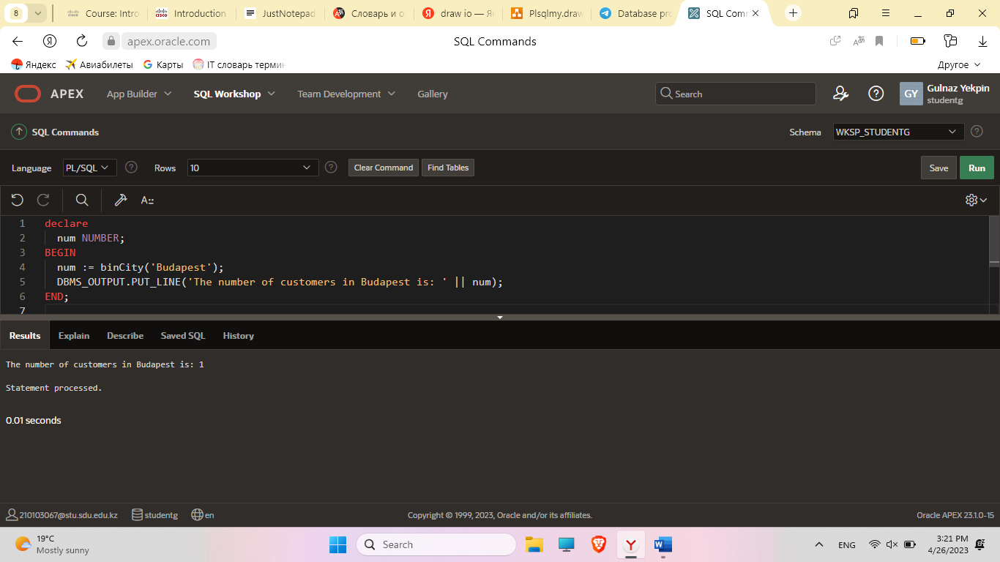 8
Course: Intro
Introduction
JustNotepad
Словарь и о
draw io — Я
Plsqlmy.draw
Database pro
SQL Com
apex.oracle.com
SQL Commands
Яндекс
Авиабилеты
Карты
IT словарь термин
Другое
APEX
App Builder
SQL Workshop
Team Development
Gallery
Search
GY
Gulnaz Yekpin
studentg
SQL Commands
Schema
WKSP_STUDENTG
Language
PL/SQL
Rows
10
Clear Command
Find Tables
Save
Run
1 declare
2 num NUMBER;
3 BEGIN
4 num := binCity('Budapest');
5 DBMS_OUTPUT.PUT_LINE('The number of customers in Budapest is: ' || num);
6 END;
7
Results
Explain
Describe
Saved SQL
History
The number of customers in Budapest is: 1
Statement processed.
0.01 seconds
210103067@stu.sdu.edu.kz
studentg
en
Copyright © 1999, 2023, Oracle and/or its affiliates.
Oracle APEX 23.1.0-15
19°C
Mostly sunny
Search
ENG
3:21 PM
4/26/2023